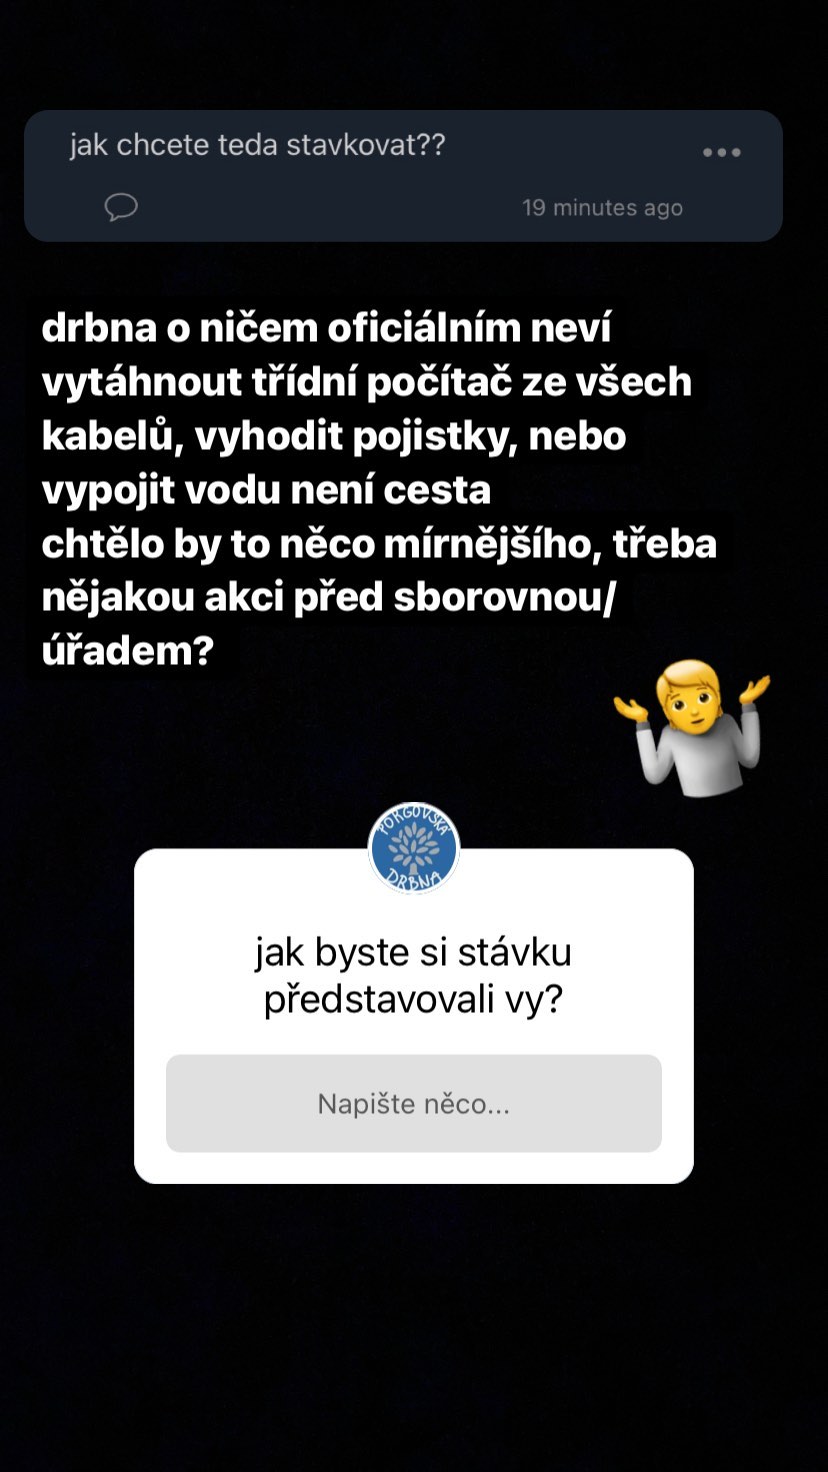 jak chcete teda stavkovat??
19 minutes ago
drbna o ničem oficiálním neví
vytáhnout třídní počítač ze všech
kabelů, vyhodit pojistky, nebo
vypojit vodu není cesta
chtělo by to něco mírnějšího, třeba
nějakou akci před sborovnou/
úřadem?
PORGOVSKÁ
DRBNA
jak byste si stávku
představovali vy?
Napište něco...